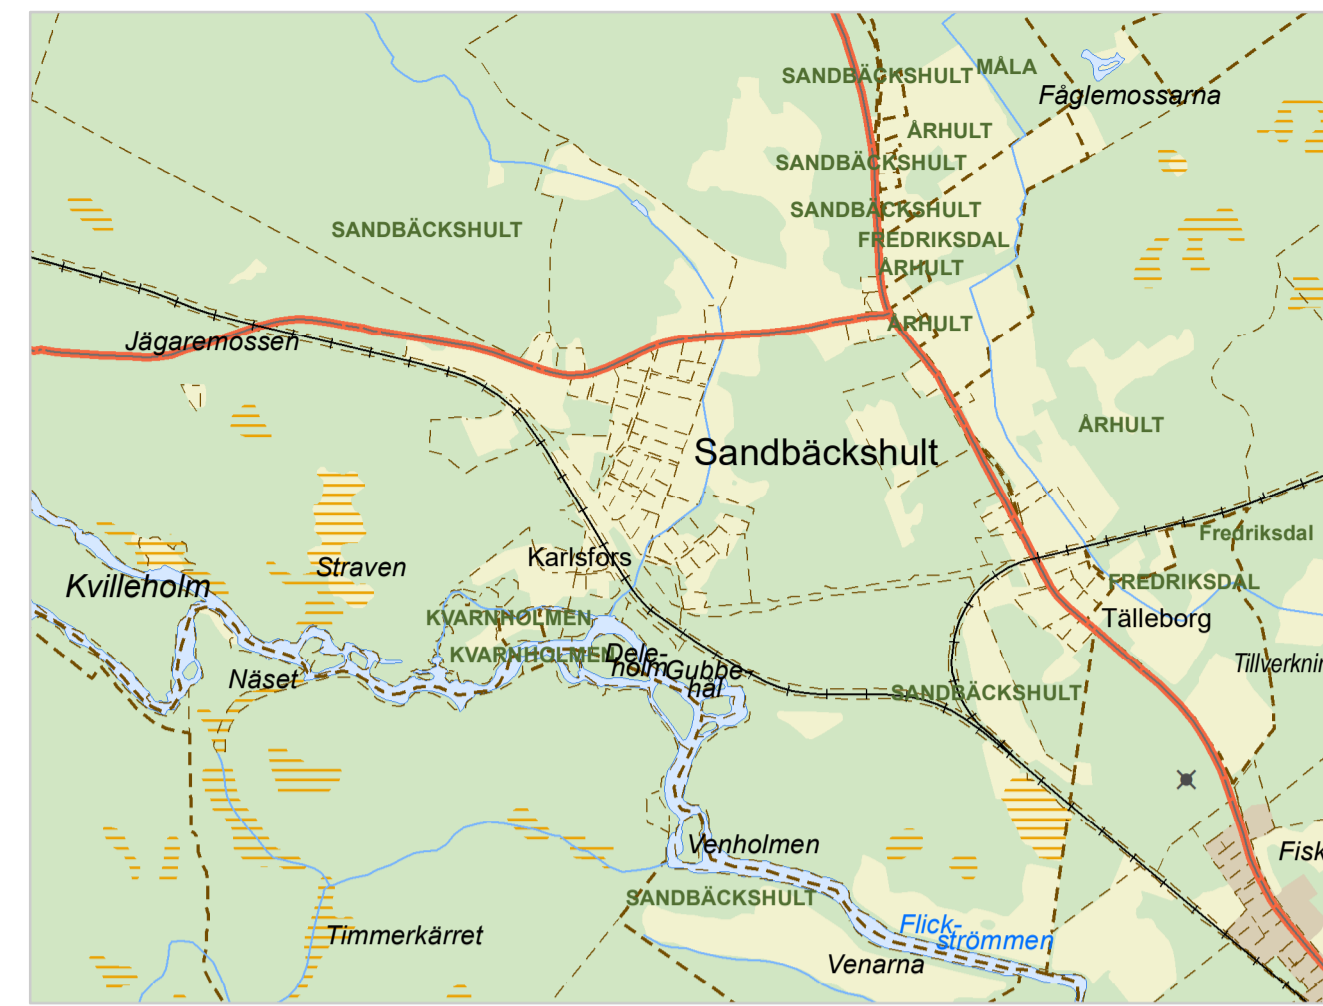 SANDBÄCKSHULT
MÅLA
Fåglemossarna
ÅRHULT
SANDBÄCKSHULT
SANDBÄCKSHULT
SANDBÄCKSHULT
FREDRIKSDAL
ÅRHULT
ÅRHULT
Jägaremossen
ÅRHULT
Sandbäckshult
Fredriksdal
Karlsfors
Straven
Kvilleholm
FREDRIKSDAL
KVARNHOLMEN
Tälleborg
KVARNHOLMEN
Dele-
holm
Gubbe-
hål
Tillverknin
Näset
SANDBÄCKSHULT
Venholmen
Fisk
SANDBÄCKSHULT
Flick-
strömmen
Timmerkärret
Venarna